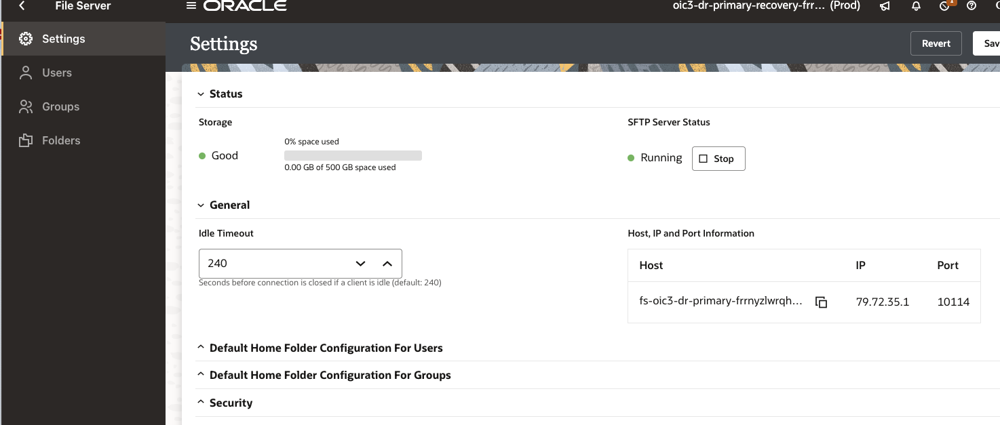 File Server
ORACLE
oic3-dr-primary-recovery-frr... (Prod)
1
Settings
Users
Groups
Folders
Settings
Revert
Sav
Status
Storage
SFTP Server Status
Good
0% space used
0.00 GB of 500 GB space used
Running
Stop
General
Idle Timeout
Host, IP and Port Information
240
Seconds before connection is closed if a client is idle (default: 240)
Host IP Port
fs-oic3-dr-primary-frrnyzlwrqh... 79.72.35.1 10114
Default Home Folder Configuration For Users
Default Home Folder Configuration For Groups
Security